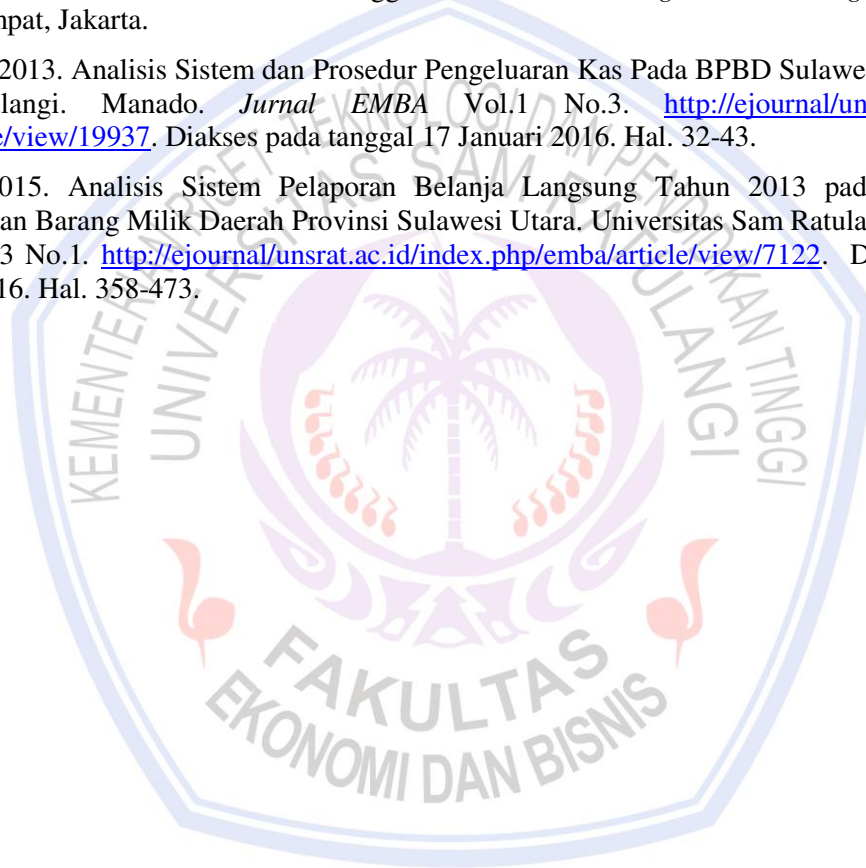 mpat, Jakarta.
2013. Analisis Sistem dan Prosedur Pengeluaran Kas Pada BPBD Sulawe
langi. Manado. Jurnal EMBA Vol.1 No.3. http://ejournal/un
e/view/19937. Diakses pada tanggal 17 Januari 2016. Hal. 32-43.
015. Analisis Sistem Pelaporan Belanja Langsung Tahun 2013 pad
an Barang Milik Daerah Provinsi Sulawesi Utara. Universitas Sam Ratula
3 No.1. http://ejournal/unsrat.ac.id/index.php/emba/article/view/7122. D
16. Hal. 358-473.
KEMENTERIAN RISET TEKNOLOGI DAN PENDIDIKAN TINGGI
UNIVERSITAS SAM RATULANGI
FAKULTAS
EKONOMI DAN BISNIS